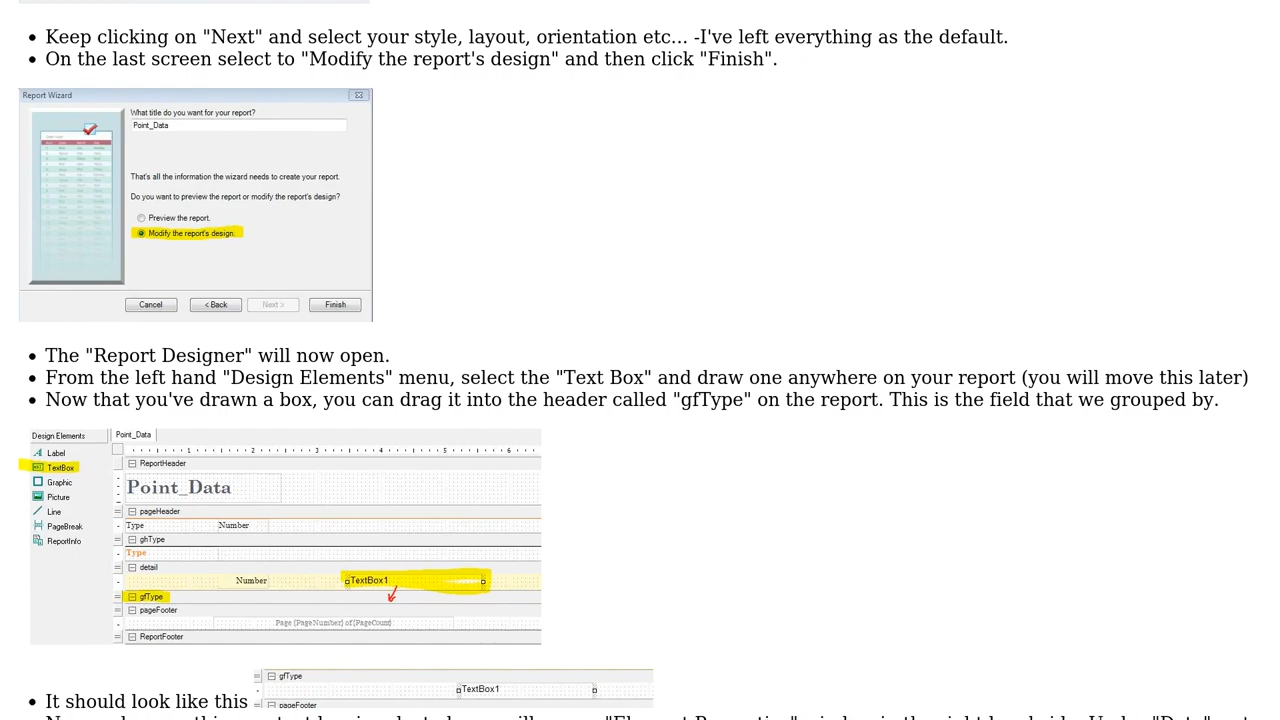 • Keep clicking on "Next" and select your style, layout, orientation etc... -I've left everything as the default.
• On the last screen select to "Modify the report's design" and then click "Finish".
Report Wizard
What title do you want for your report?
Point_Data
That's all the information the wizard needs to create your report.
Do you want to preview the report or modify the report's design?
Preview the report.
Modify the report's design.
Cancel < Back Next > Finish
• The "Report Designer" will now open.
• From the left hand "Design Elements" menu, select the "Text Box" and draw one anywhere on your report (you will move this later)
• Now that you've drawn a box, you can drag it into the header called "gfType" on the report. This is the field that we grouped by.
Design Elements
Label
TextBox
Graphic
Picture
Line
PageBreak
ReportInfo
Point_Data
1 2 3 4 5 6
ReportHeader
Point_Data
pageHeader
Type Number
ghType
Type
detail
Number TextBox1
gfType
pageFooter
Page {PageNumber} of {PageCount}
ReportFooter
gfType
TextBox1
pageFooter
• It should look like this